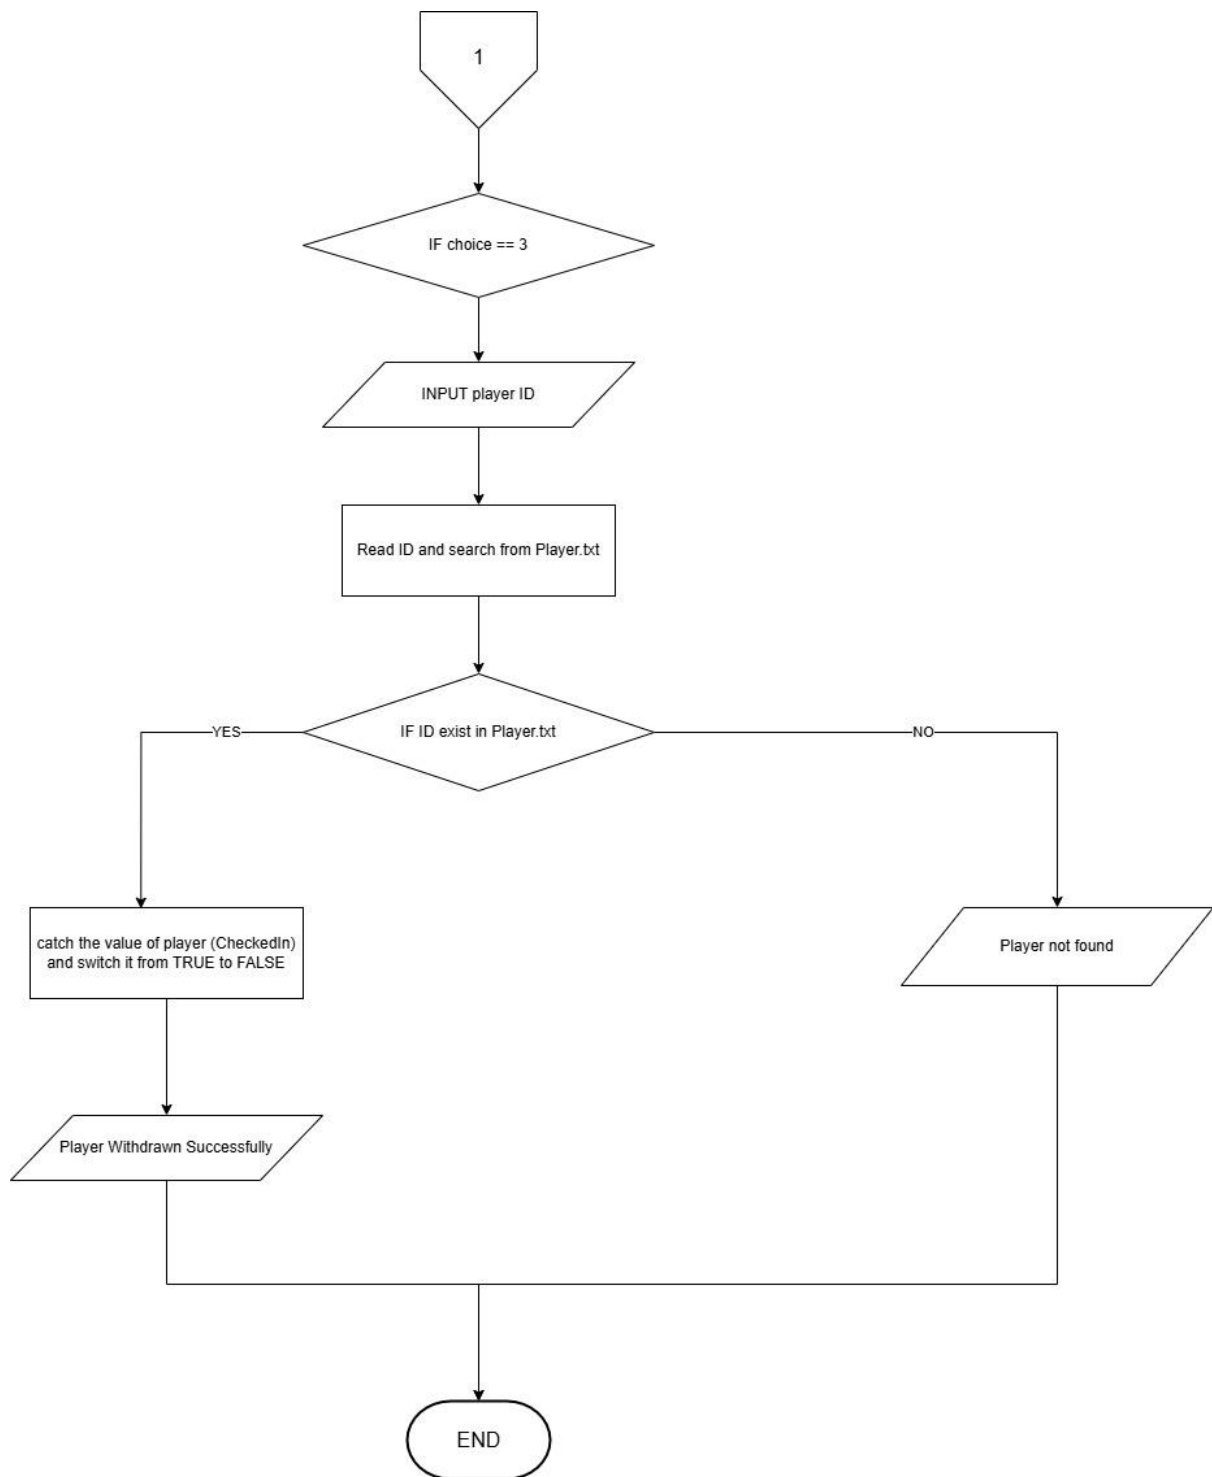 1
IF choice == 3
INPUT player ID
Read ID and search from Player.txt
IF ID exist in Player.txt
YES
NO
catch the value of player (CheckedIn)
and switch it from TRUE to FALSE
Player not found
Player Withdrawn Successfully
END